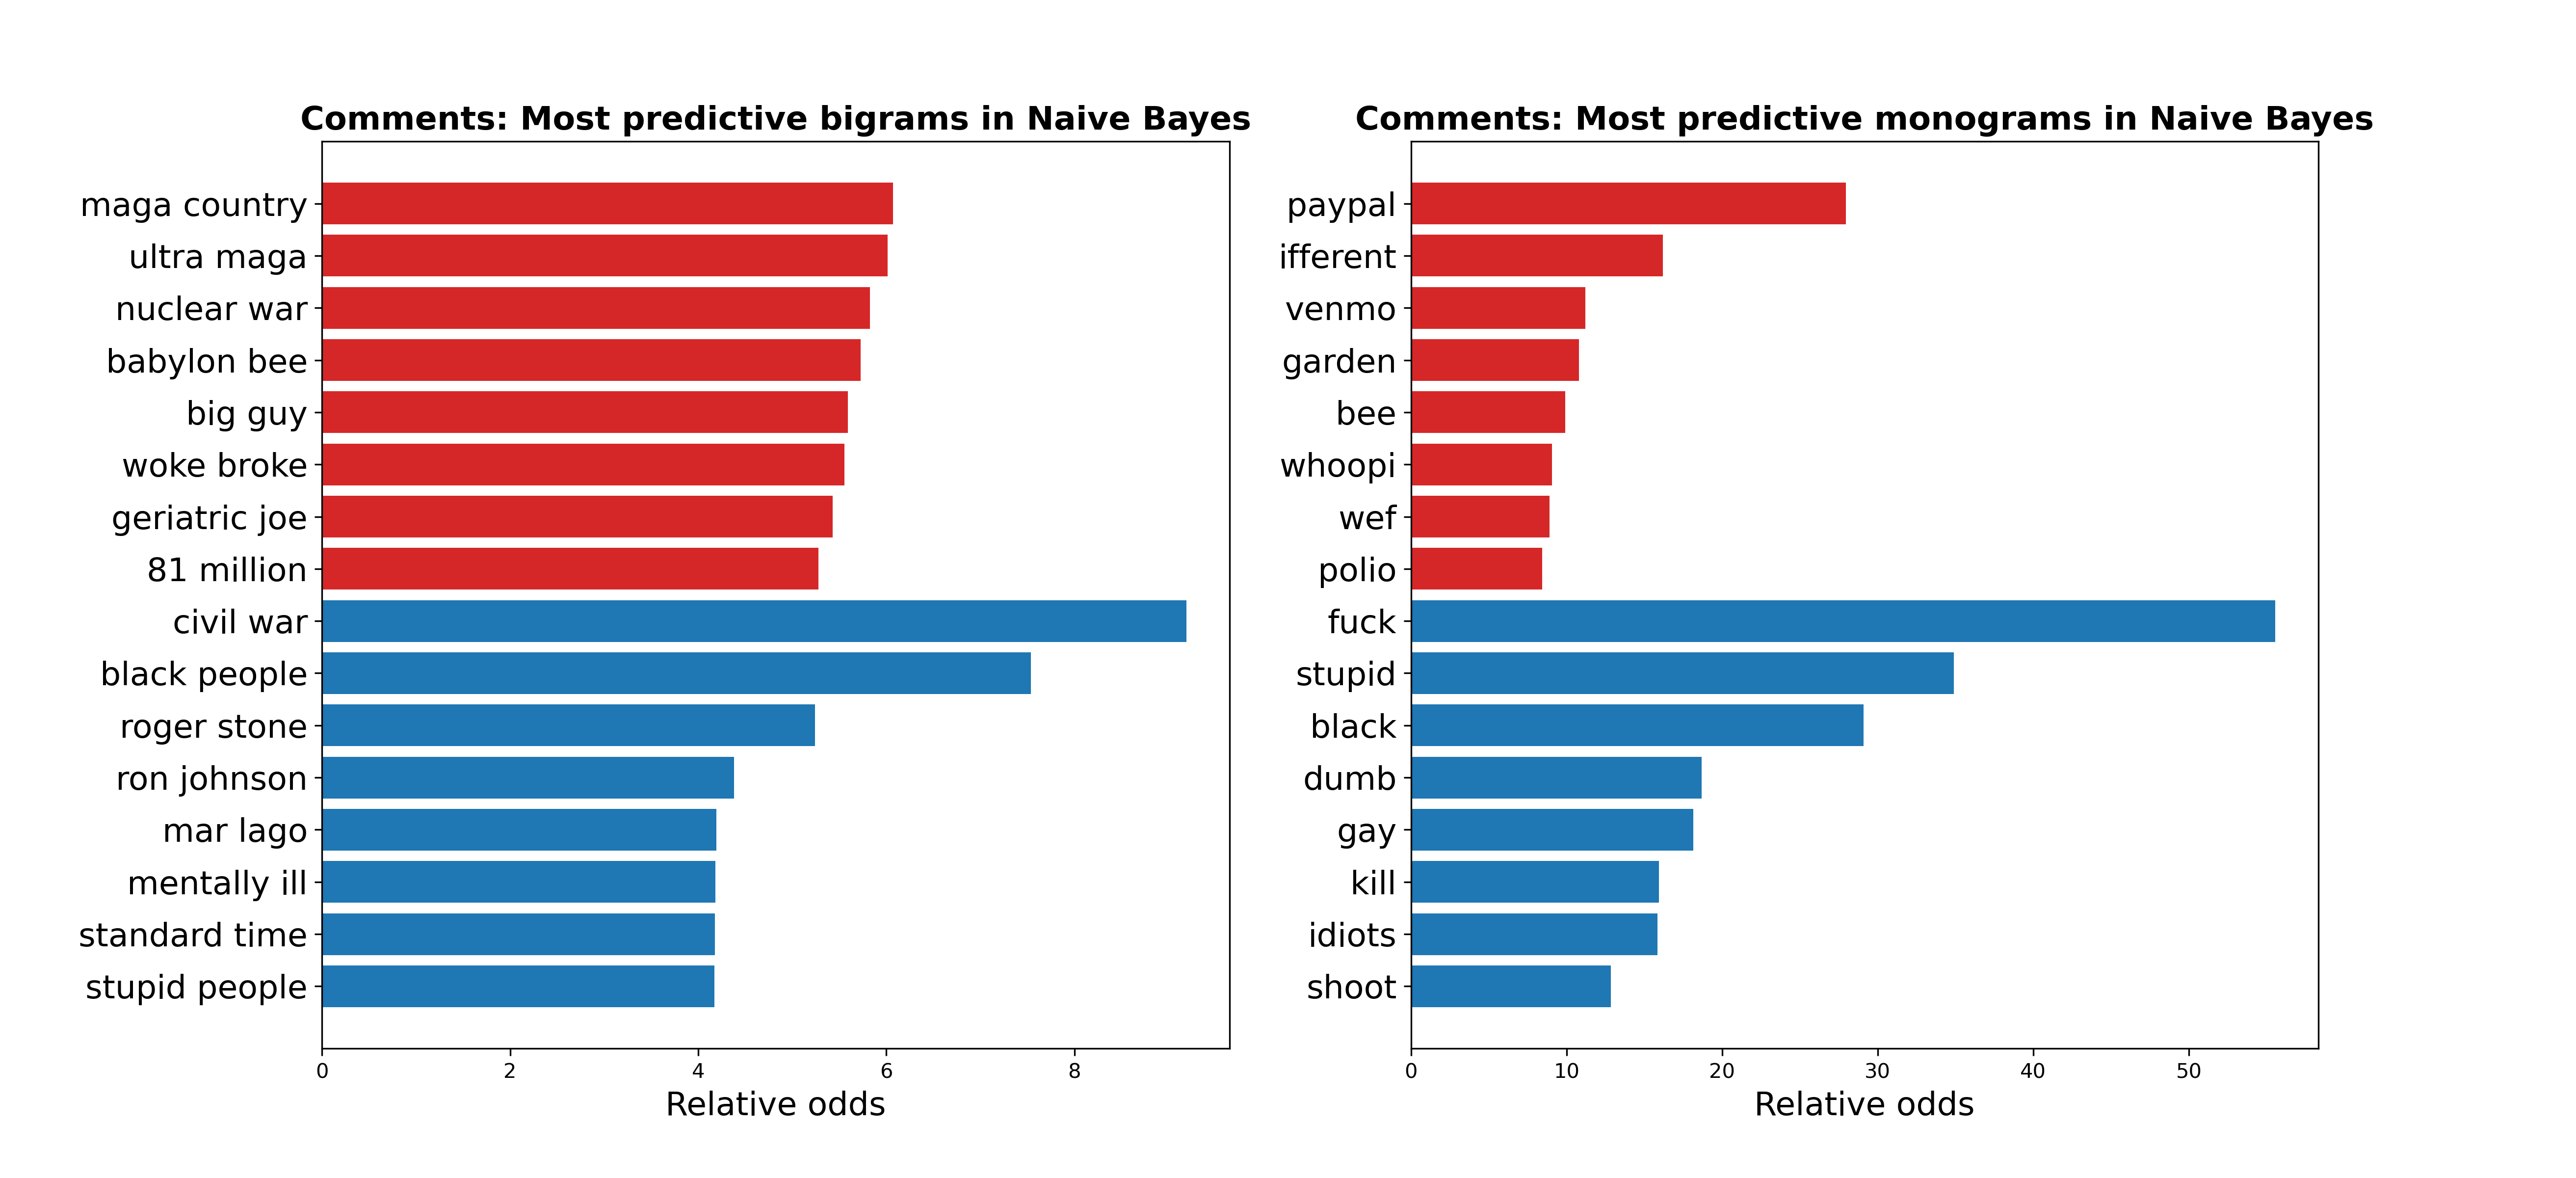 Comments: Most predictive bigrams in Naive Bayes
maga country
ultra maga
nuclear war
babylon bee
big guy
woke broke
geriatric joe
81 million
civil war
black people
roger stone
ron johnson
mar lago
mentally ill
standard time
stupid people
0 2 4 6 8
Relative odds
Comments: Most predictive monograms in Naive Bayes
paypal
ifferent
venmo
garden
bee
whoopi
wef
polio
fuck
stupid
black
dumb
gay
kill
idiots
shoot
0 10 20 30 40 50
Relative odds